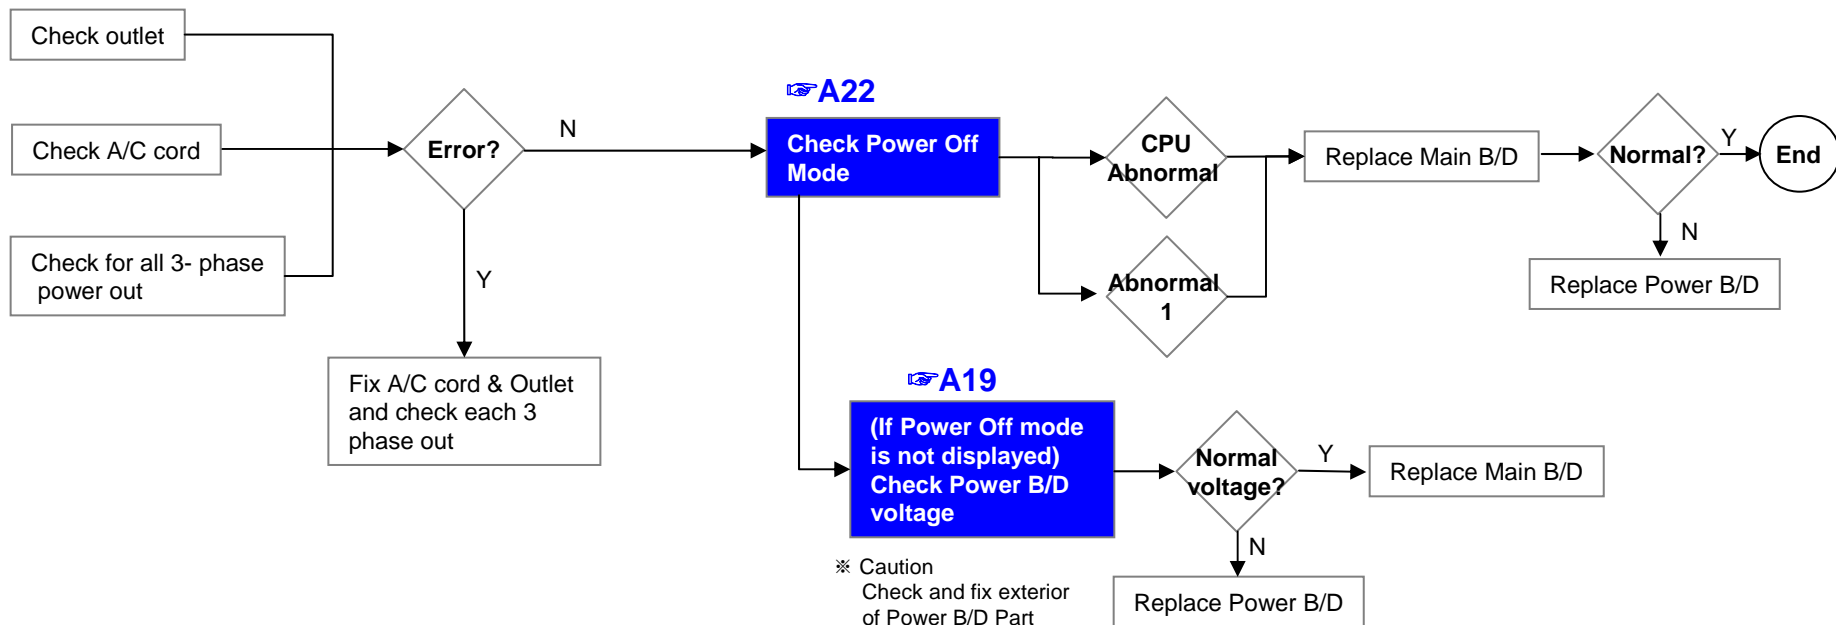 Check outlet
Check A/C cord
Check for all 3- phase
power out
Error?
N
Y
Fix A/C cord & Outlet
and check each 3
phase out
☞A22
Check Power Off
Mode
CPU
Abnormal
Abnormal
1
Replace Main B/D
Normal?
Y
End
N
Replace Power B/D
☞A19
(If Power Off mode
is not displayed)
Check Power B/D
voltage
※ Caution
Check and fix exterior
of Power B/D Part
Normal
voltage?
Y
Replace Main B/D
N
Replace Power B/D